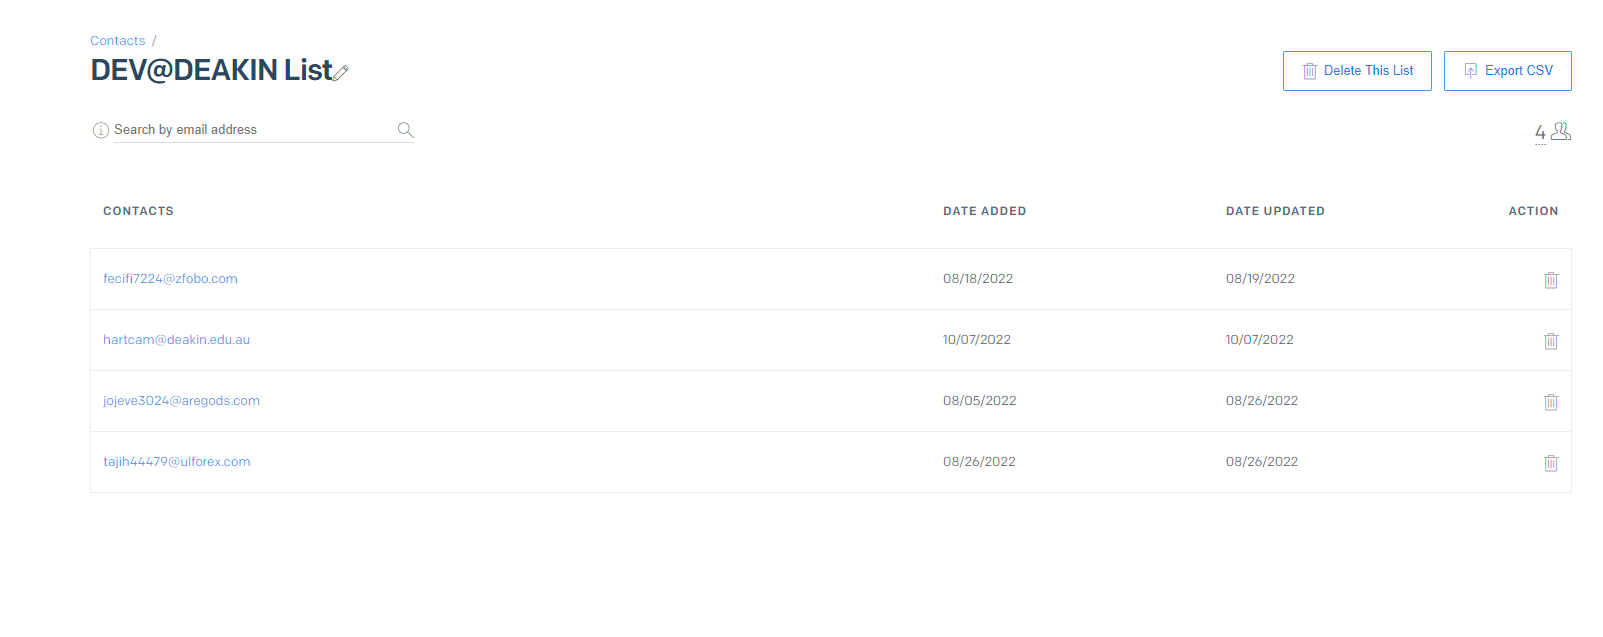 Contacts /
DEV@DEAKIN List
Delete This List
Export CSV
Search by email address
4
CONTACTS DATE ADDED DATE UPDATED ACTION
fecifi7224@zfobo.com 08/18/2022 08/19/2022
hartcam@deakin.edu.au 10/07/2022 10/07/2022
jojeve3024@aregods.com 08/05/2022 08/26/2022
tajih44479@ulforex.com 08/26/2022 08/26/2022